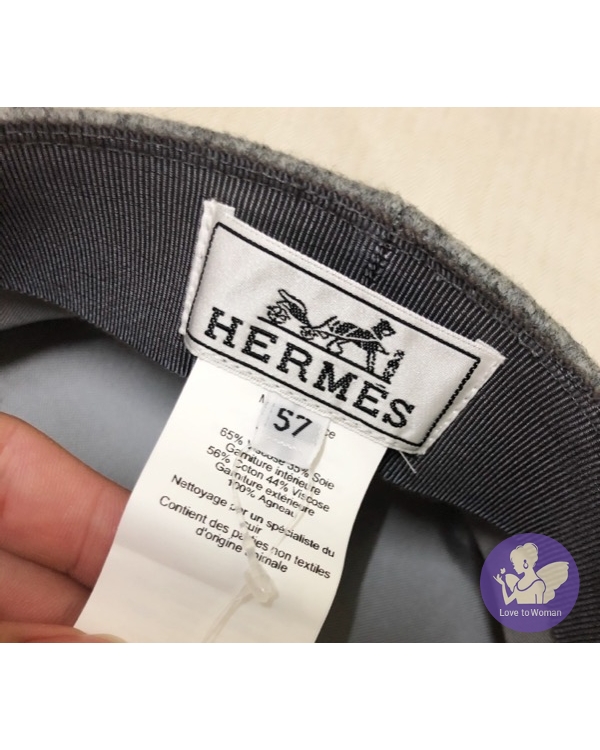 HERMÈS
57
65% Viscose 35% Soie
Garniture intérieure
56% Coton 44% Viscose
Garniture extérieure
100% Agneau
Nettoyage par un spécialiste du
cuir
Contient des parties non textiles
d'origine animale
Love to Woman